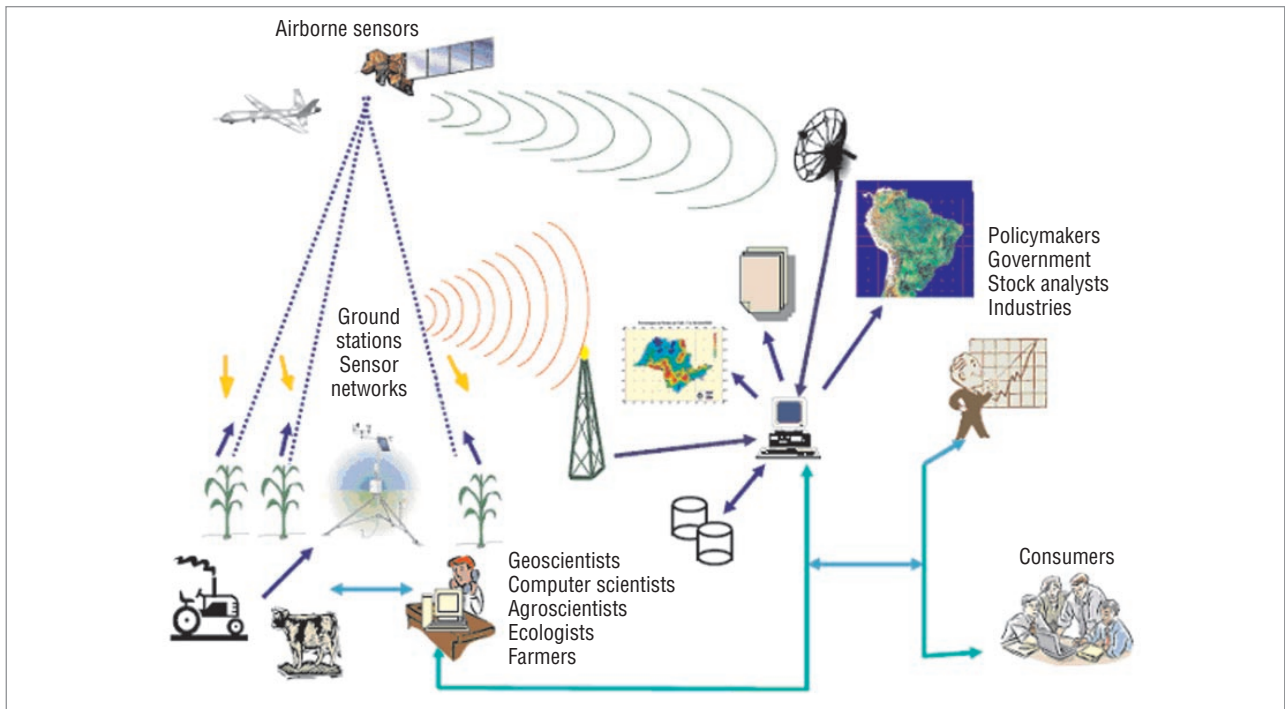 Airborne sensors
Policymakers
Government
Stock analysts
Industries
Ground
stations
Sensor
networks
Geoscientists
Computer scientists
Agroscientists
Ecologists
Farmers
Consumers